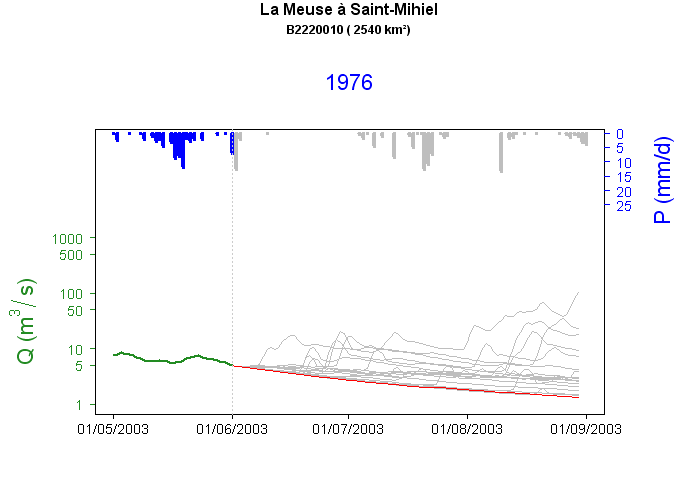 La Meuse à Saint-Mihiel
B2220010 ( 2540 km²)
1976
0
5
10
15
20
25
P (mm/d)
1000
500
100
50
10
5
1
Q (m³/ s)
01/05/2003 01/06/2003 01/07/2003 01/08/2003 01/09/2003